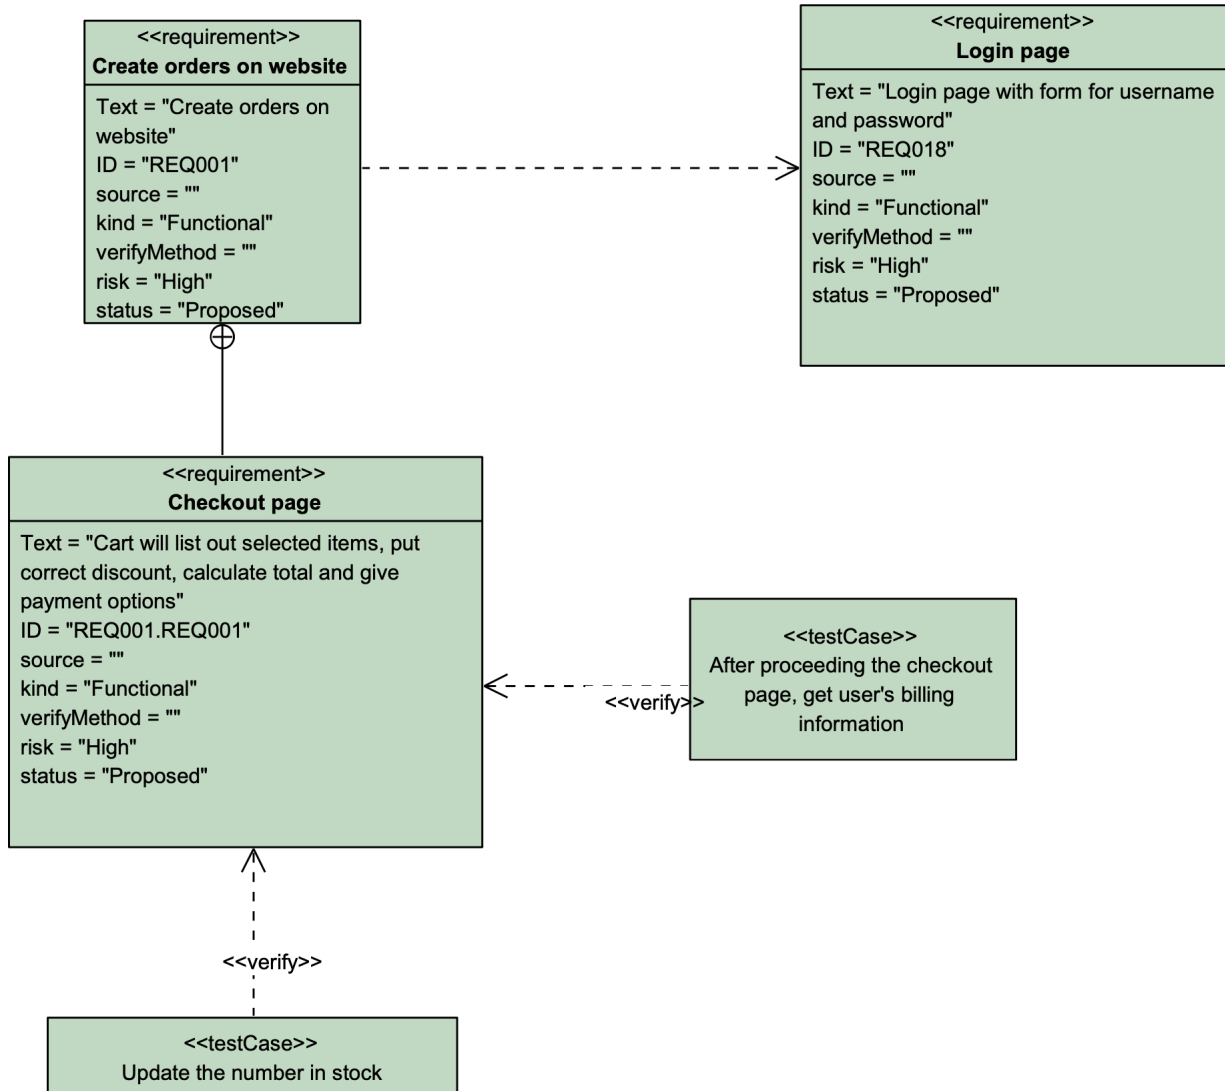 <<requirement>>
Create orders on website
Text = "Create orders on
website"
ID = "REQ001"
source = ""
kind = "Functional"
verifyMethod = ""
risk = "High"
status = "Proposed"
<<requirement>>
Login page
Text = "Login page with form for username
and password"
ID = "REQ018"
source = ""
kind = "Functional"
verifyMethod = ""
risk = "High"
status = "Proposed"
<<requirement>>
Checkout page
Text = "Cart will list out selected items, put
correct discount, calculate total and give
payment options"
ID = "REQ001.REQ001"
source = ""
kind = "Functional"
verifyMethod = ""
risk = "High"
status = "Proposed"
<<verify>>
<<testCase>>
After proceeding the checkout
page, get user's billing
information
<<verify>>
<<testCase>>
Update the number in stock